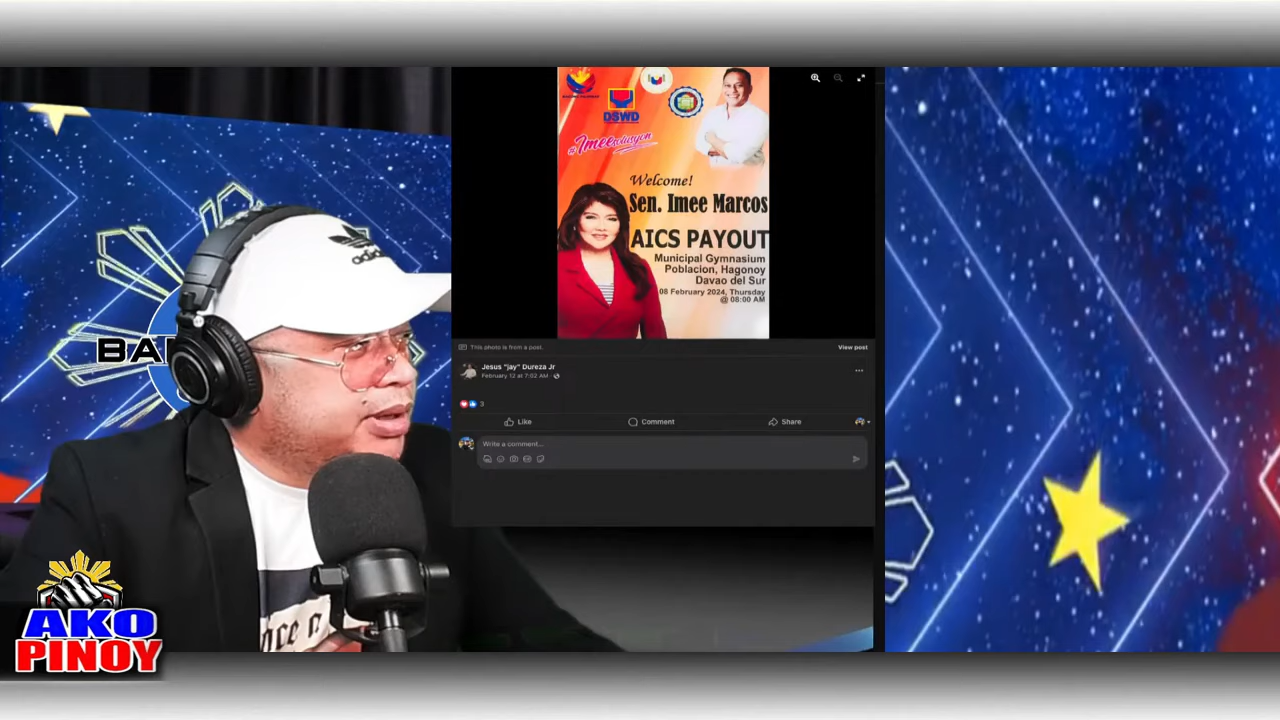 adidas
BA
DSWD
#Imeesolusyon
Welcome!
Sen. Imee Marcos
AICS PAYOUT
Municipal Gymnasium
Poblacion, Hagonoy
Davao del Sur
08 February 2024, Thursday
@ 08:00 AM
This photo is from a post.
View post
Jesus "jay" Dureza Jr
February 12 at 7:02 AM
3
Like
Comment
Share
Write a comment...
AKO
PINOY